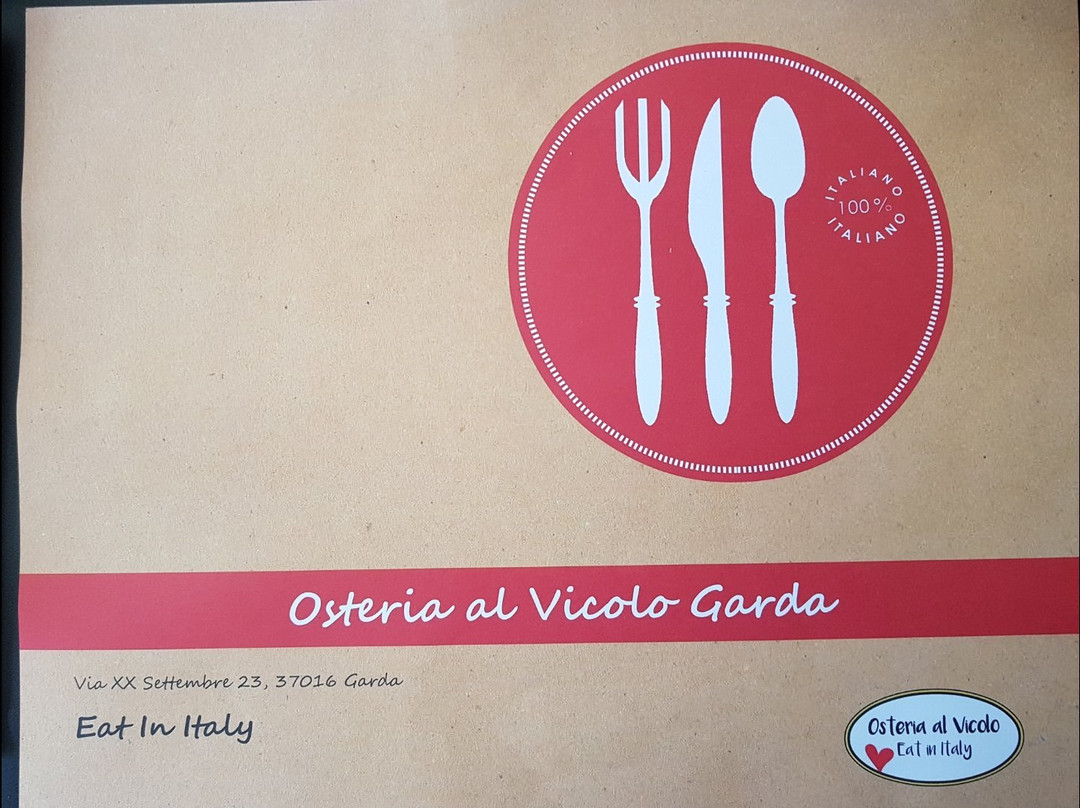 ITALIANO
100%
ITALIANO
Osteria al Vicolo Garda
Via XX Settembre 23, 37016 Garda
Eat In Italy
Osteria al Vicolo
Eat in Italy